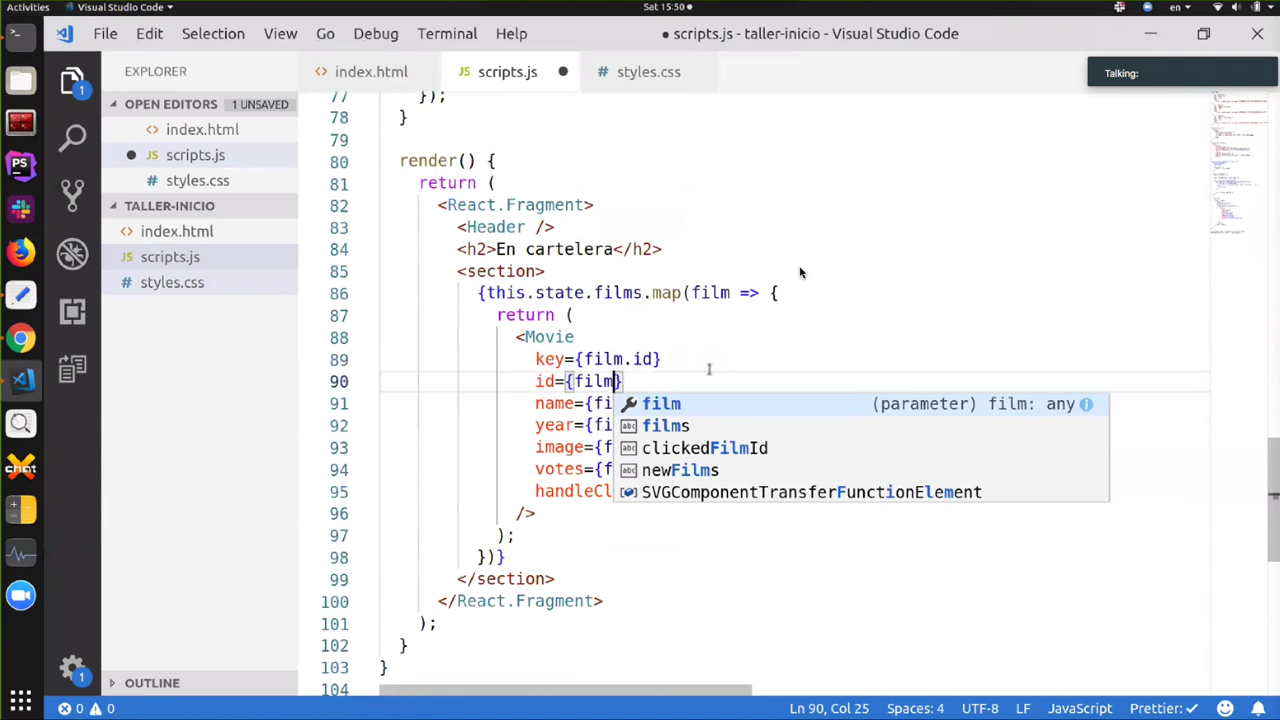 Activities
Visual Studio Code
Sat 15:50
en
File Edit Selection View Go Debug Terminal Help
● scripts.js - taller-inicio - Visual Studio Code
EXPLORER
OPEN EDITORS 1 UNSAVED
index.html
scripts.js
styles.css
TALLER-INICIO
index.html
scripts.js
styles.css
OUTLINE
index.html
scripts.js
styles.css
Talking:
77 });
78 }
79
80 render() {
81 return (
82 <React.Fragment>
83 <Header />
84 <h2>En cartelera</h2>
85 <section>
86 {this.state.films.map(film => {
87 return (
88 <Movie
89 key={film.id}
90 id={film}
91 name={fi
92 year={fi
93 image={f
94 votes={f
95 handleCl
96 />
97 );
98 })}
99 </section>
100 </React.Fragment>
101 );
102 }
103 }
104
film (parameter) film: any
films
clickedFilmId
newFilms
SVGComponentTransferFunctionElement
1
PS
chat
1
0 0
Ln 90, Col 25 Spaces: 4 UTF-8 LF JavaScript Prettier: ✓